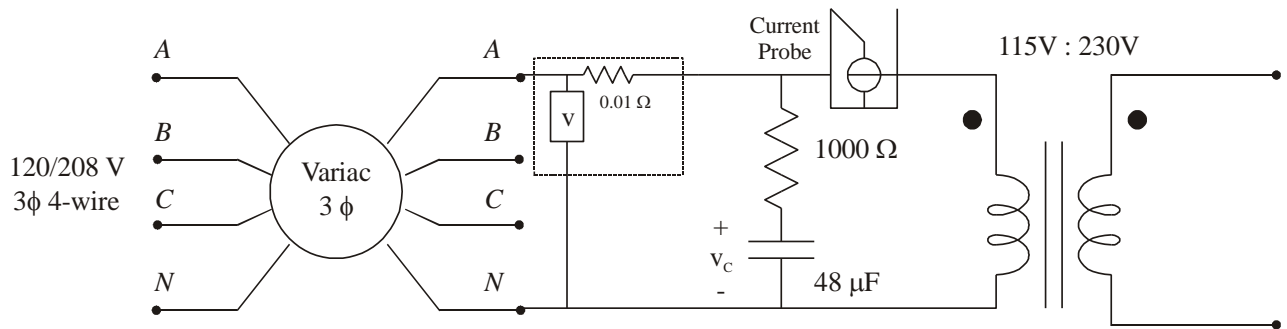 A
B
C
N
120/208 V
3ϕ 4-wire
Variac
3 ϕ
A
B
C
N
V
0.01 Ω
Current
Probe
1000 Ω
+
v_C
-
48 μF
115V : 230V